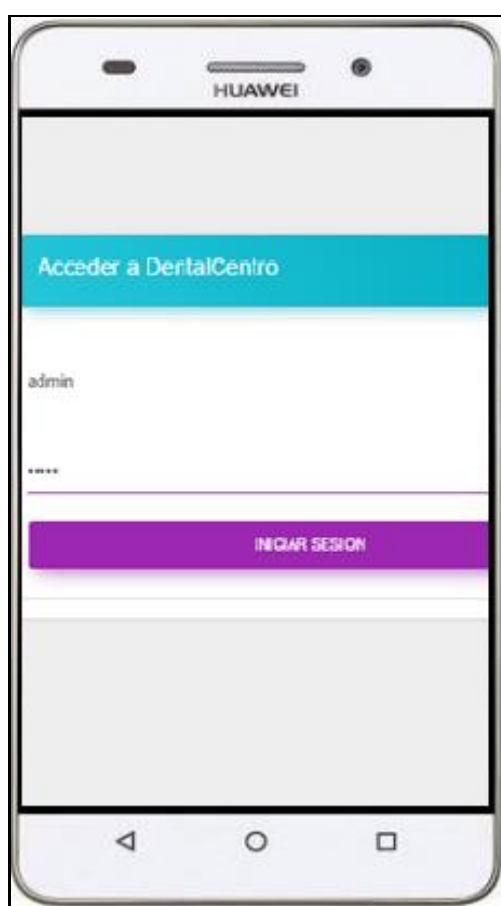 HUAWEI
Acceder a DentalCentro
admin
•••••
INICIAR SESION